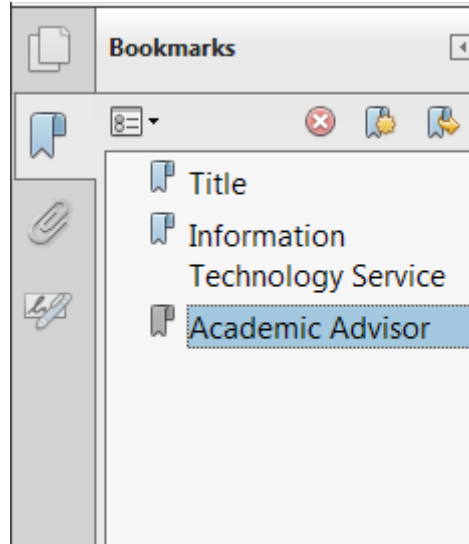 Bookmarks
Title
Information
Technology Service
Academic Advisor